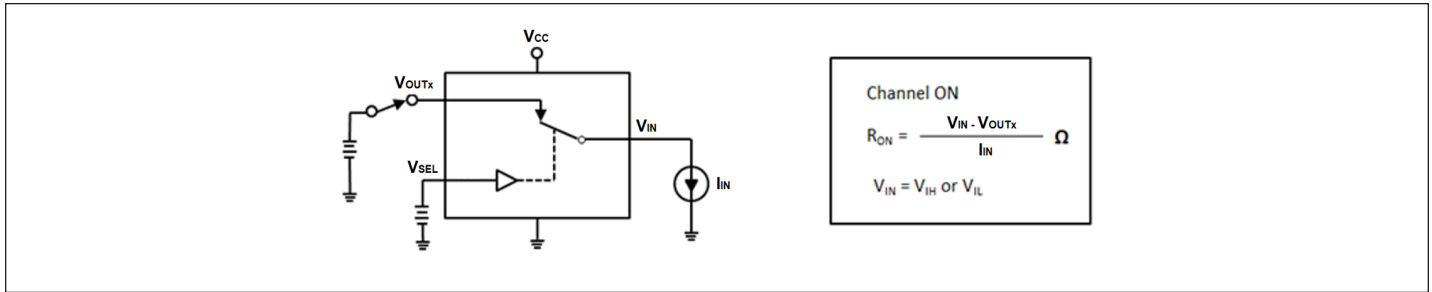 Vcc
VOUTx
VIN
VSEL
IIN
Channel ON
RON = VIN - VOUTx / IIN Ω
VIN = VIH or VIL